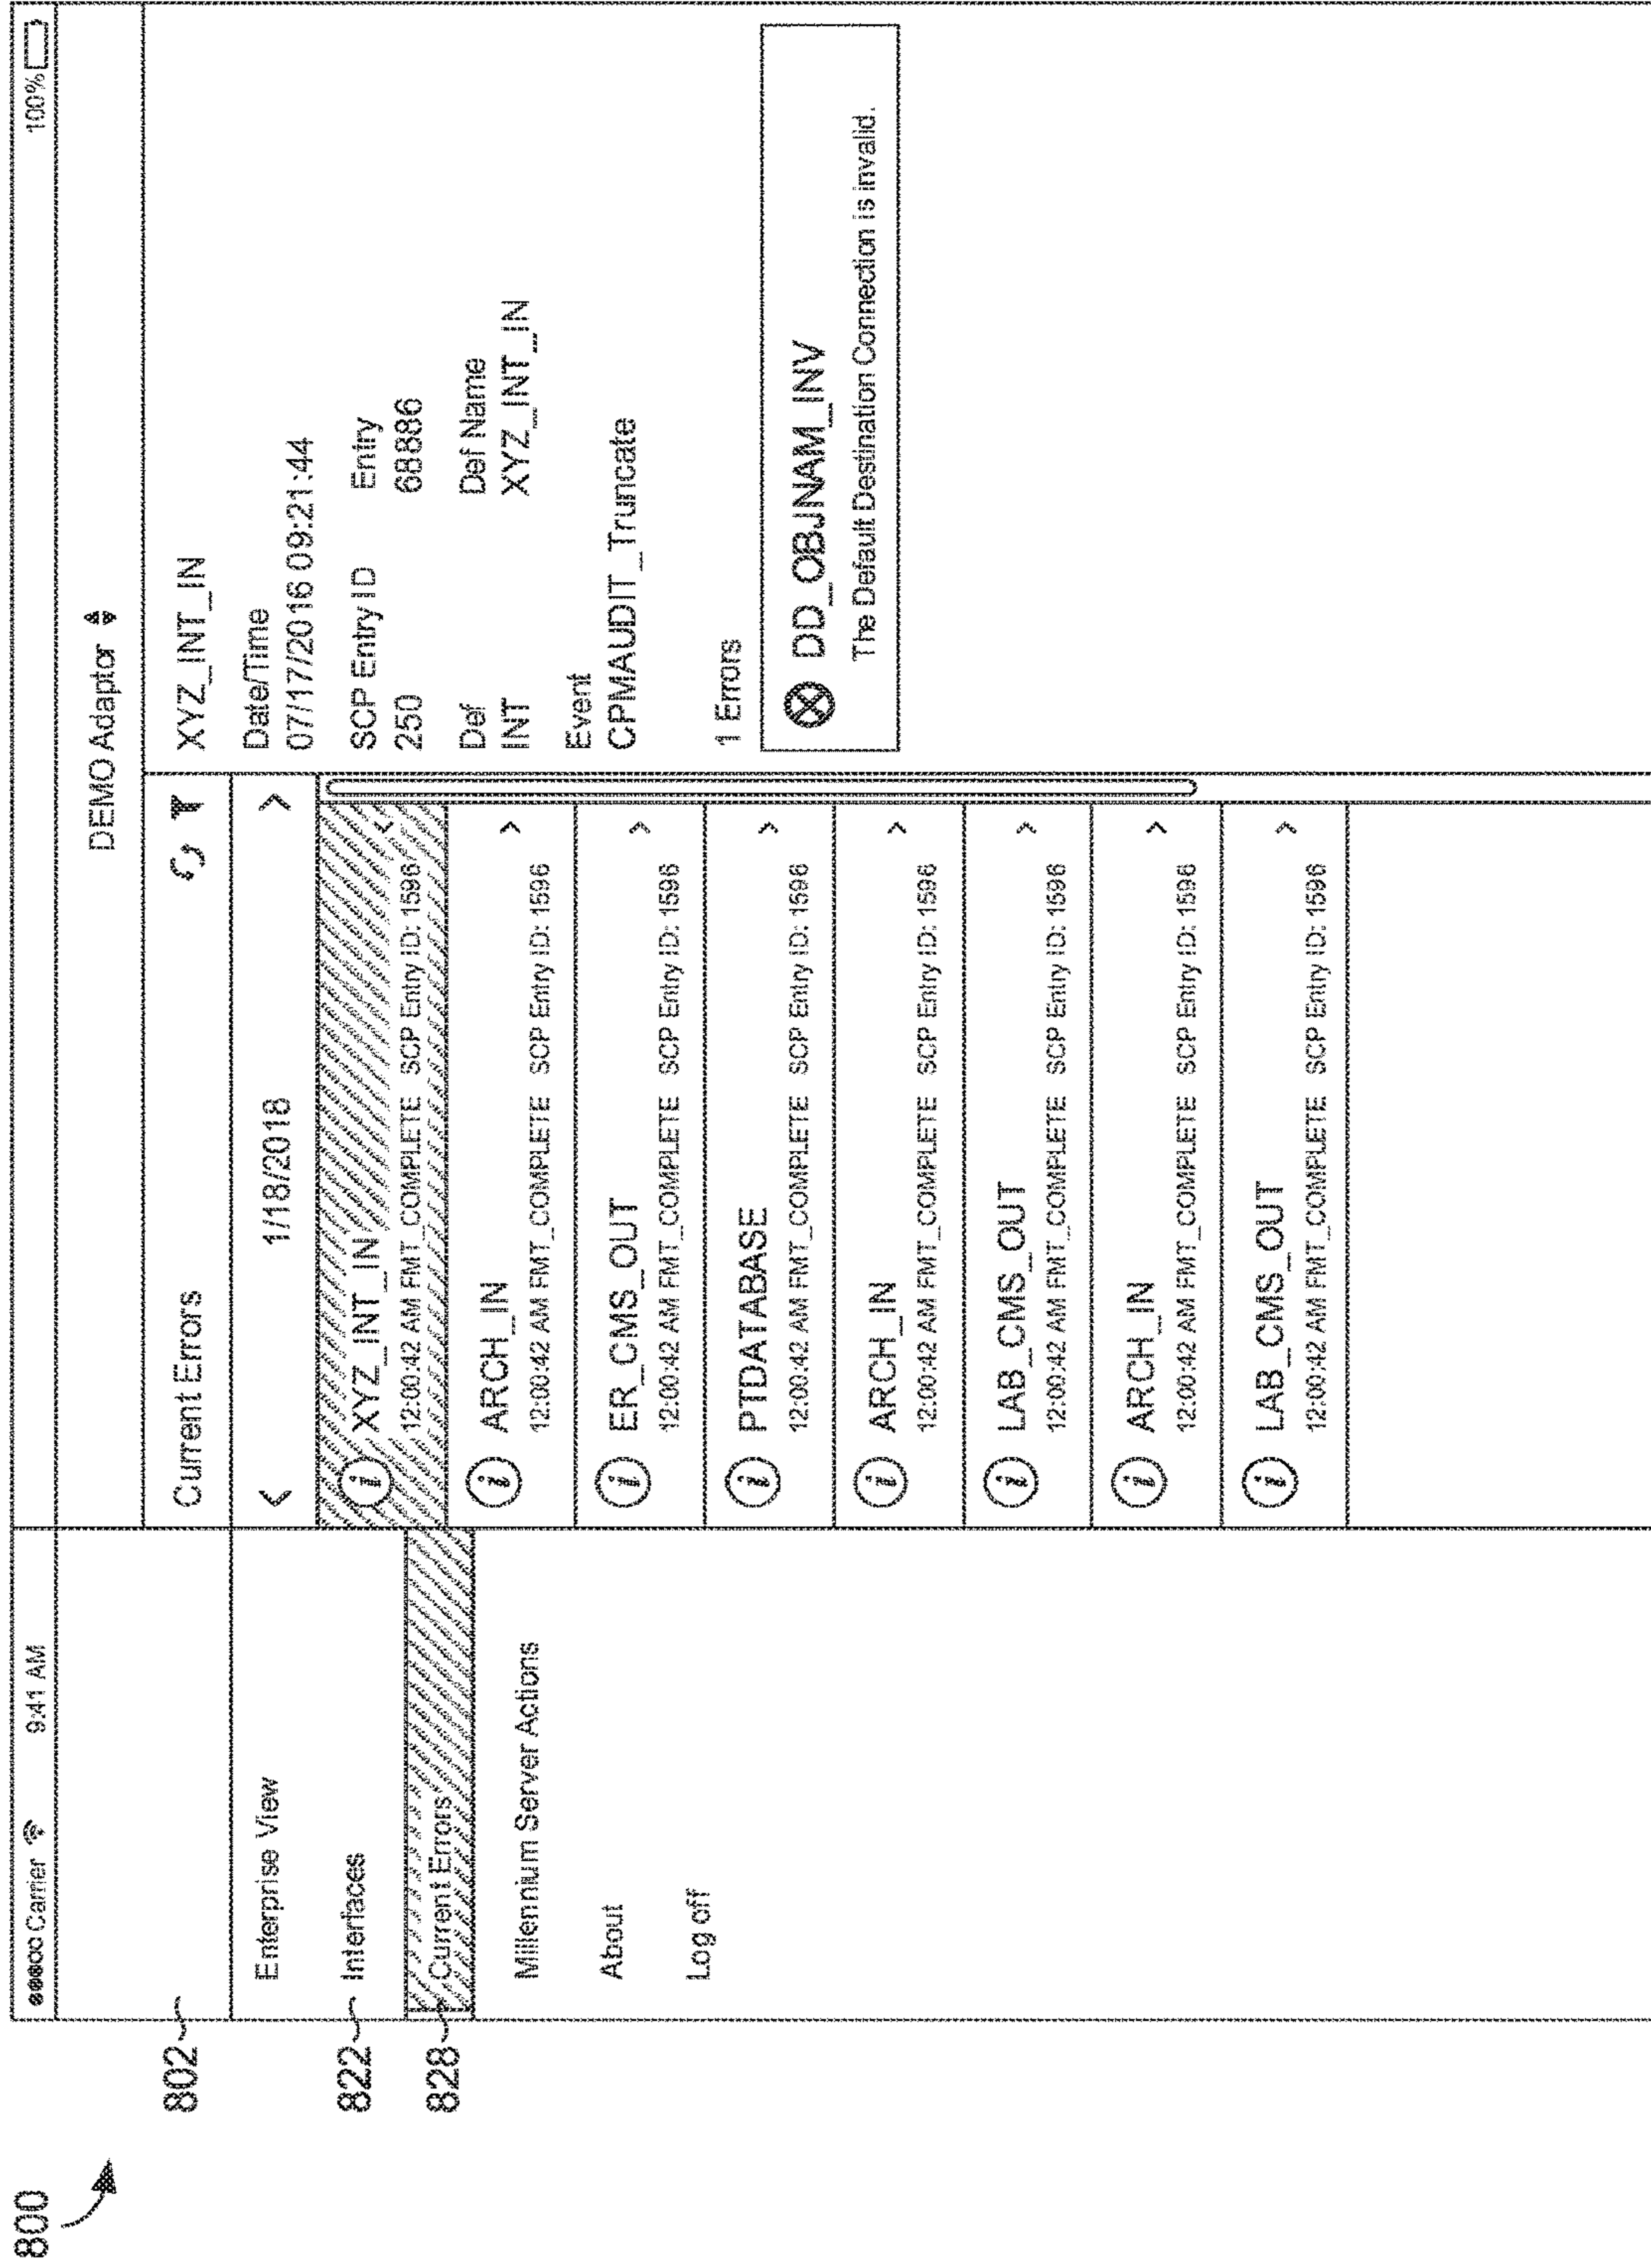 800
802
822
828
Carrier 9:41 AM
100%
DEMO Adaptor
Enterprise View
Interfaces
Current Errors
Millennium Server Actions
About
Log off
Current Errors
< 1/18/2018 >
i XYZ_INT_IN
12:00:42 AM FMT_COMPLETE SCP Entry ID: 1596
i ARCH_IN >
12:00:42 AM FMT_COMPLETE SCP Entry ID: 1596
i ER_CMS_OUT >
12:00:42 AM FMT_COMPLETE SCP Entry ID: 1596
i PTDATABASE >
12:00:42 AM FMT_COMPLETE SCP Entry ID: 1596
i ARCH_IN >
12:00:42 AM FMT_COMPLETE SCP Entry ID: 1596
i LAB_CMS_OUT >
12:00:42 AM FMT_COMPLETE SCP Entry ID: 1596
i ARCH_IN >
12:00:42 AM FMT_COMPLETE SCP Entry ID: 1596
i LAB_CMS_OUT >
12:00:42 AM FMT_COMPLETE SCP Entry ID: 1596
XYZ_INT_IN
Date/Time
07/17/2016 09:21:44
SCP Entry ID Entry
250 68886
Def Def Name
INT XYZ_INT_IN
Event
CPMAUDIT_Truncate
1 Errors
DD_OBJNAM_INV
The Default Destination Connection is invalid.